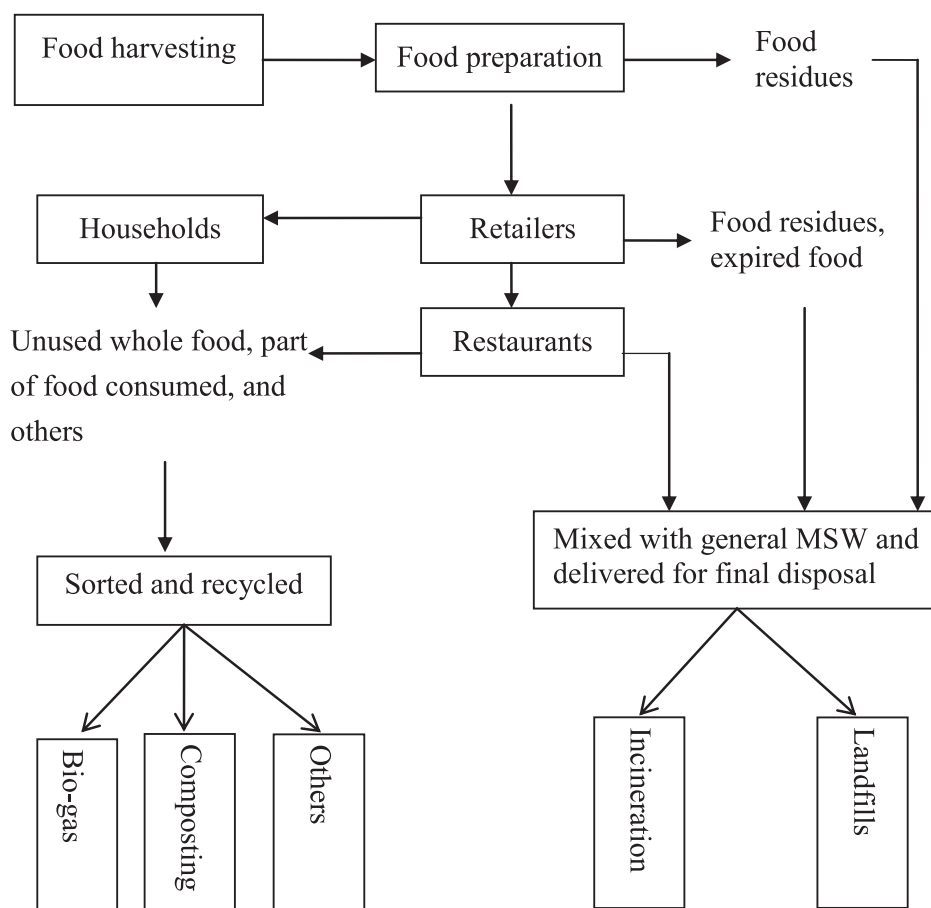 Food harvesting
Food preparation
Food
residues
Households
Retailers
Food residues,
expired food
Unused whole food, part
of food consumed, and
others
Restaurants
Mixed with general MSW and
delivered for final disposal
Sorted and recycled
Bio-gas
Composting
Others
Incineration
Landfills